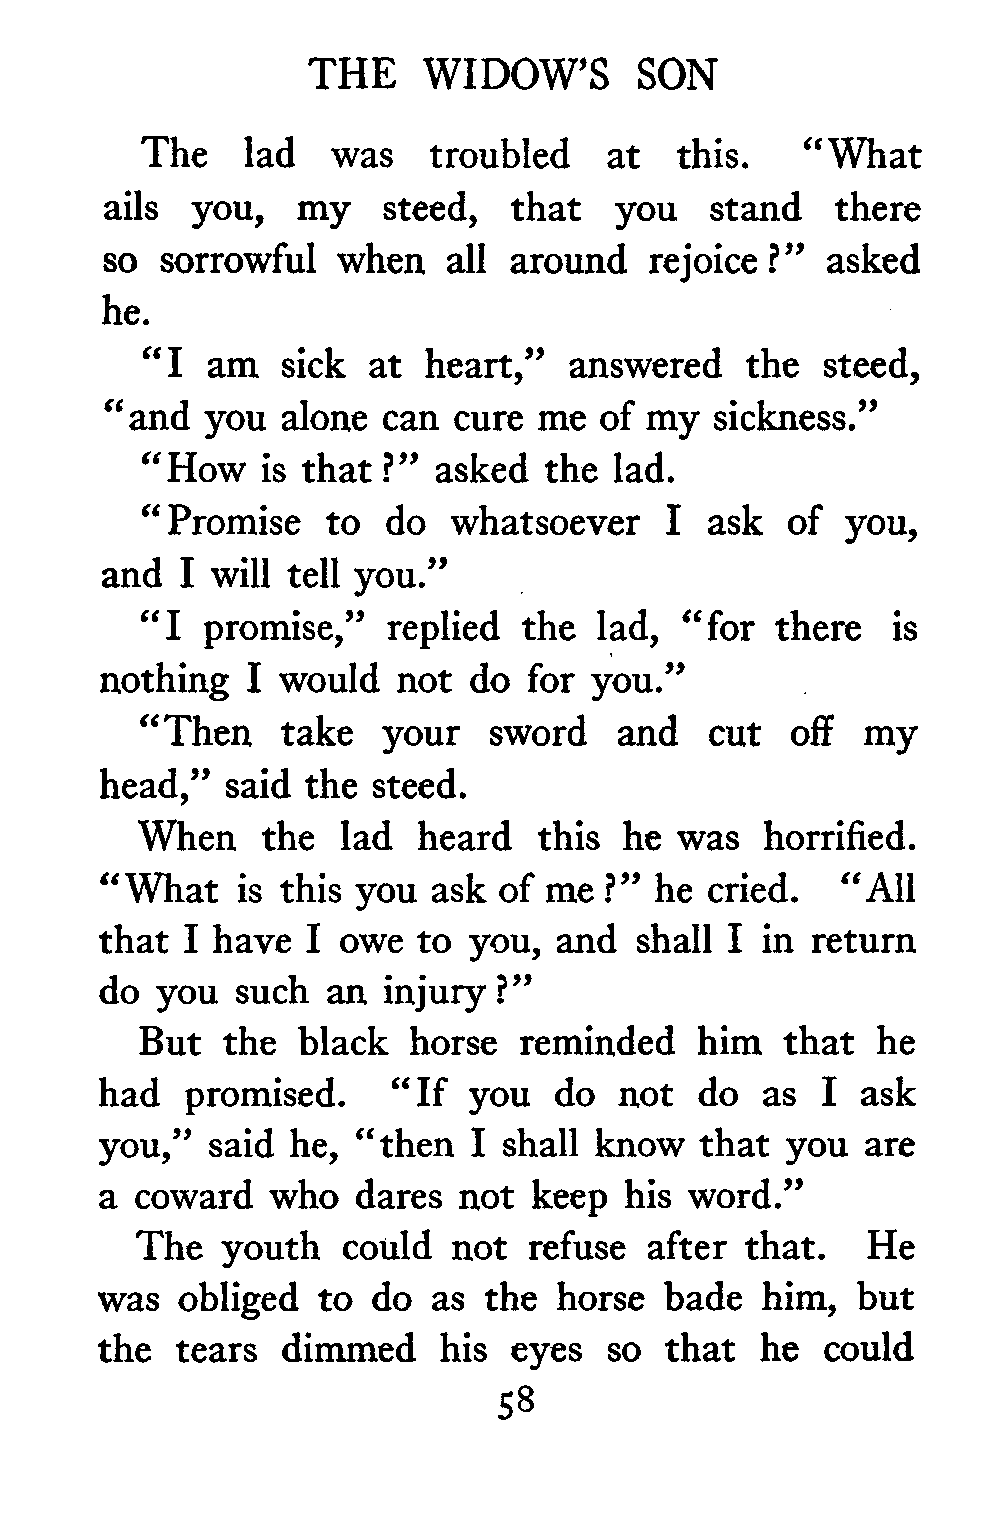 THE WIDOW'S SON
The lad was troubled at this. “What
ails you, my steed, that you stand there
so sorrowful when all around rejoice?” asked
he.
“I am sick at heart,” answered the steed,
“and you alone can cure me of my sickness.”
“How is that?” asked the lad.
“Promise to do whatsoever I ask of you,
and I will tell you.”
“I promise,” replied the lad, “for there is
nothing I would not do for you.”
“Then take your sword and cut off my
head,” said the steed.
When the lad heard this he was horrified.
“What is this you ask of me?” he cried. “All
that I have I owe to you, and shall I in return
do you such an injury?”
But the black horse reminded him that he
had promised. “If you do not do as I ask
you,” said he, “then I shall know that you are
a coward who dares not keep his word.”
The youth could not refuse after that. He
was obliged to do as the horse bade him, but
the tears dimmed his eyes so that he could
58